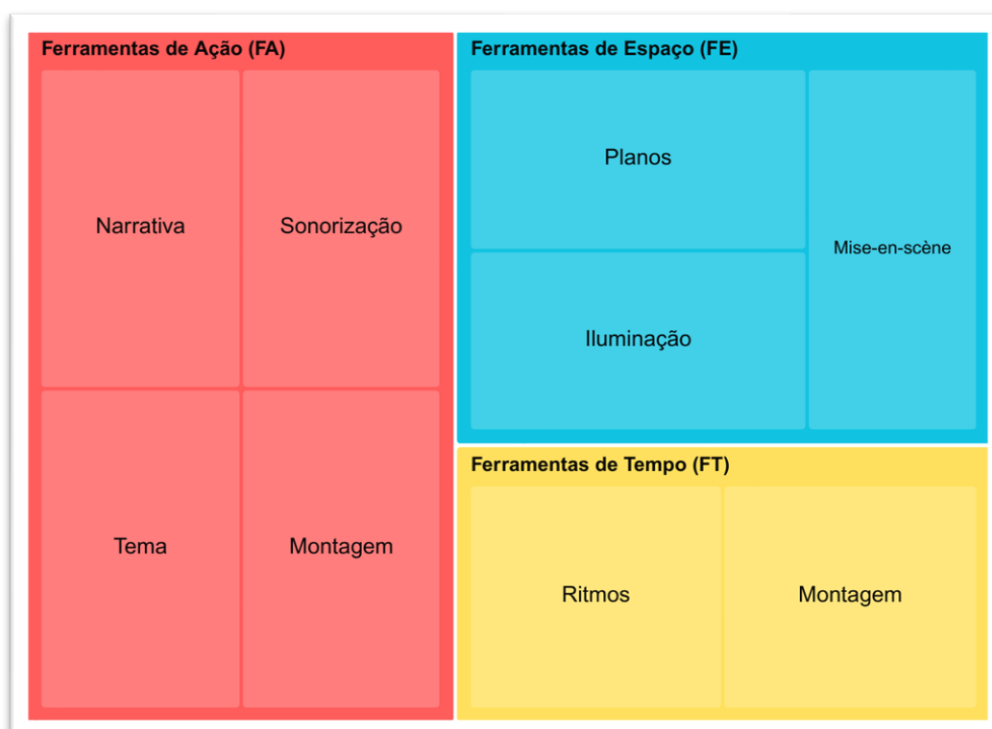 Ferramentas de Ação (FA)
Narrativa
Sonorização
Tema
Montagem
Ferramentas de Espaço (FE)
Planos
Iluminação
Mise-en-scène
Ferramentas de Tempo (FT)
Ritmos
Montagem